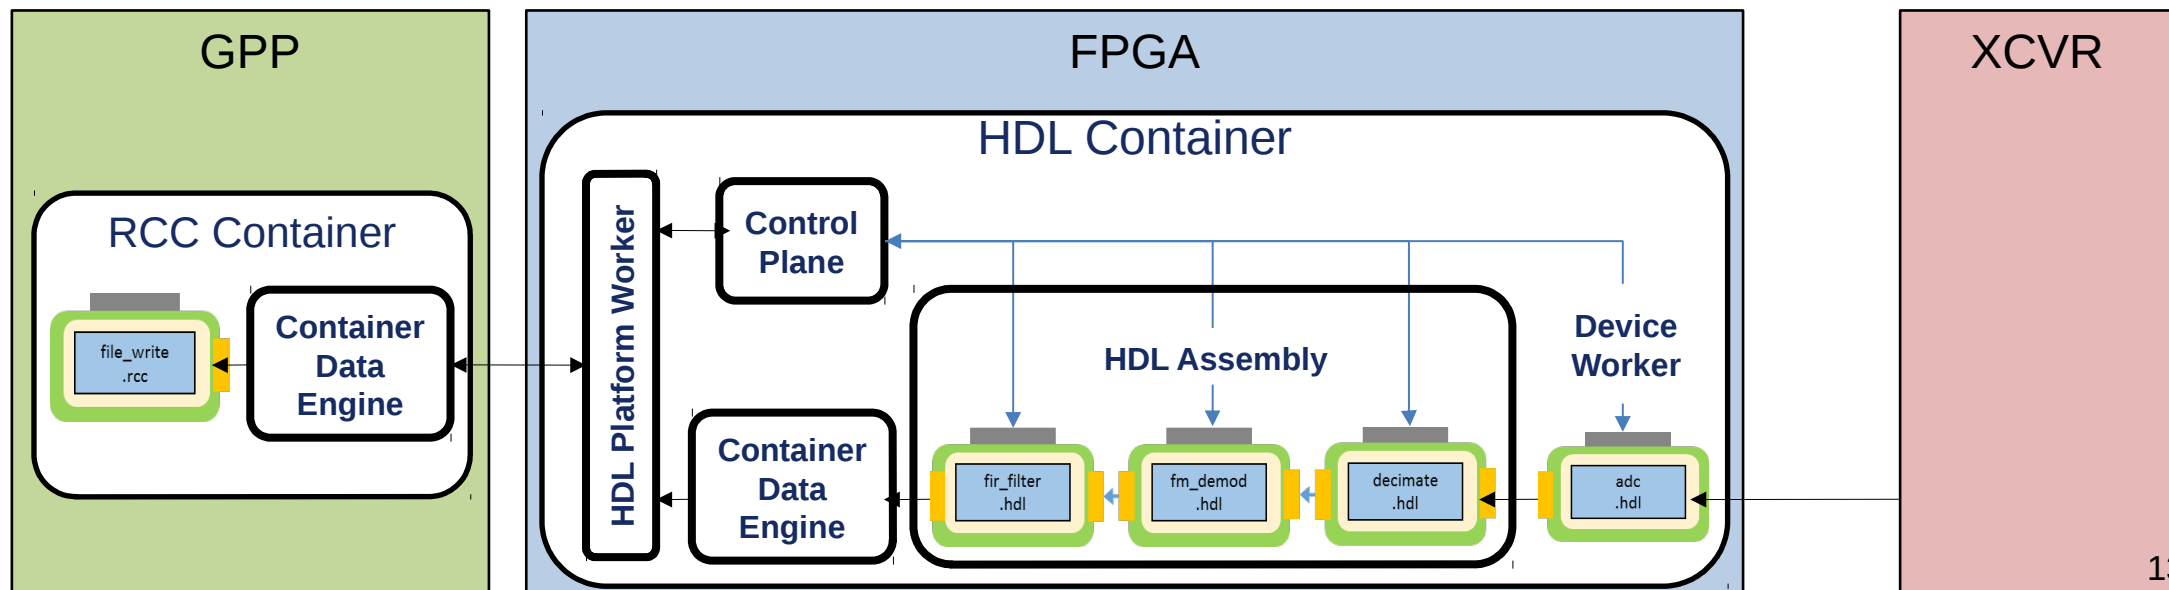 GPP
FPGA
XCVR
HDL Container
RCC Container
file_write
.rcc
Container
Data
Engine
HDL Platform Worker
Control
Plane
Container
Data
Engine
HDL Assembly
Device
Worker
fir_filter
.hdl
fm_demod
.hdl
decimate
.hdl
adc
.hdl